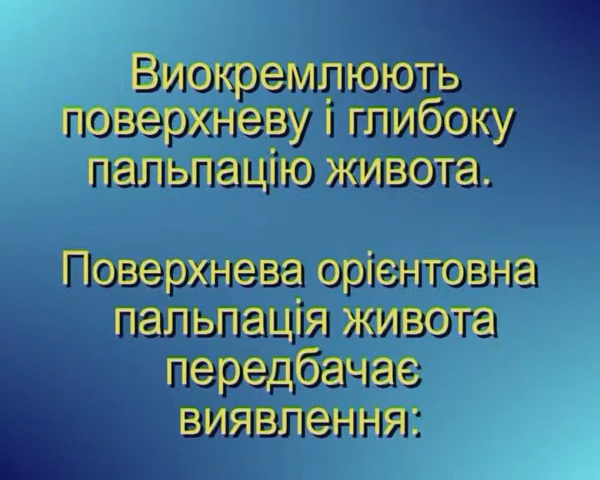 Виокремлюють
поверхневу і глибоку
пальпацію живота.
Поверхнева орієнтовна
пальпація живота
передбачає
виявлення: